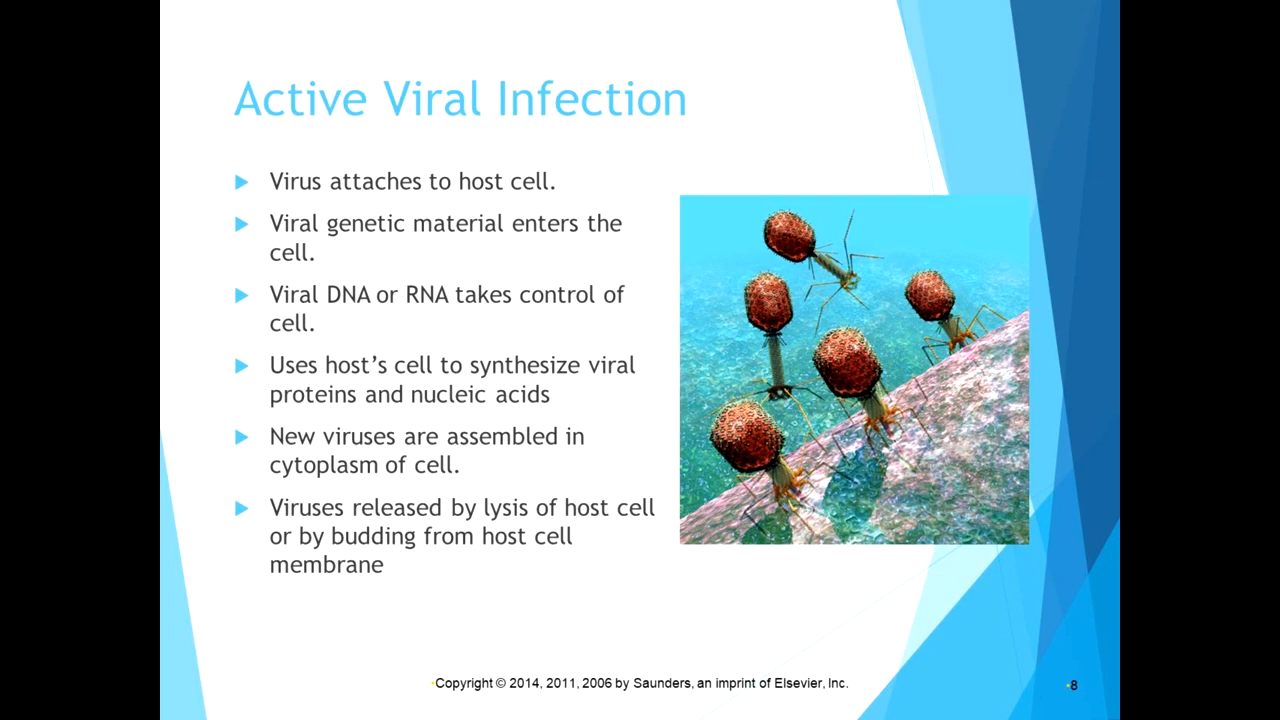 Active Viral Infection
Virus attaches to host cell.
Viral genetic material enters the
cell.
Viral DNA or RNA takes control of
cell.
Uses host’s cell to synthesize viral
proteins and nucleic acids
New viruses are assembled in
cytoplasm of cell.
Viruses released by lysis of host cell
or by budding from host cell
membrane
Copyright © 2014, 2011, 2006 by Saunders, an imprint of Elsevier, Inc.
8